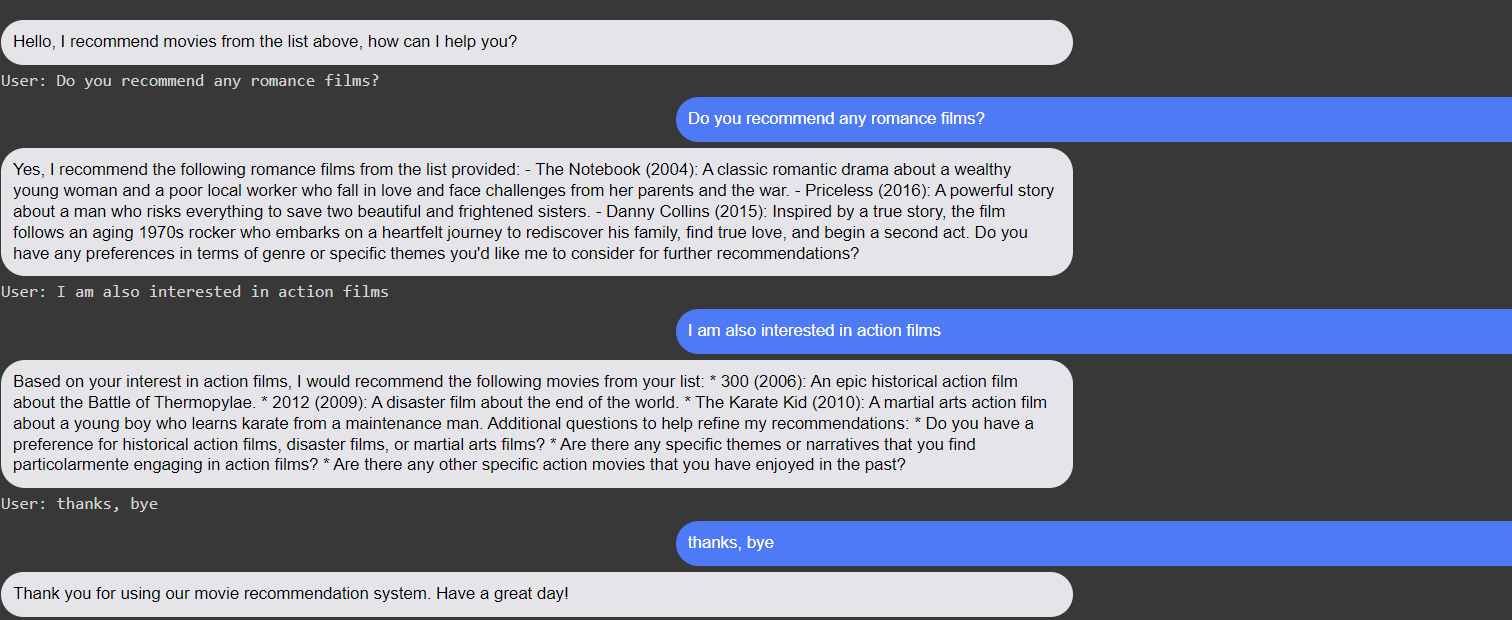 Hello, I recommend movies from the list above, how can I help you?
User: Do you recommend any romance films?
Do you recommend any romance films?
Yes, I recommend the following romance films from the list provided: - The Notebook (2004): A classic romantic drama about a wealthy
young woman and a poor local worker who fall in love and face challenges from her parents and the war. - Priceless (2016): A powerful story
about a man who risks everything to save two beautiful and frightened sisters. - Danny Collins (2015): Inspired by a true story, the film
follows an aging 1970s rocker who embarks on a heartfelt journey to rediscover his family, find true love, and begin a second act. Do you
have any preferences in terms of genre or specific themes you'd like me to consider for further recommendations?
User: I am also interested in action films
I am also interested in action films
Based on your interest in action films, I would recommend the following movies from your list: * 300 (2006): An epic historical action film
about the Battle of Thermopylae. * 2012 (2009): A disaster film about the end of the world. * The Karate Kid (2010): A martial arts action film
about a young boy who learns karate from a maintenance man. Additional questions to help refine my recommendations: * Do you have a
preference for historical action films, disaster films, or martial arts films? * Are there any specific themes or narratives that you find
particolarmente engaging in action films? * Are there any other specific action movies that you have enjoyed in the past?
User: thanks, bye
thanks, bye
Thank you for using our movie recommendation system. Have a great day!